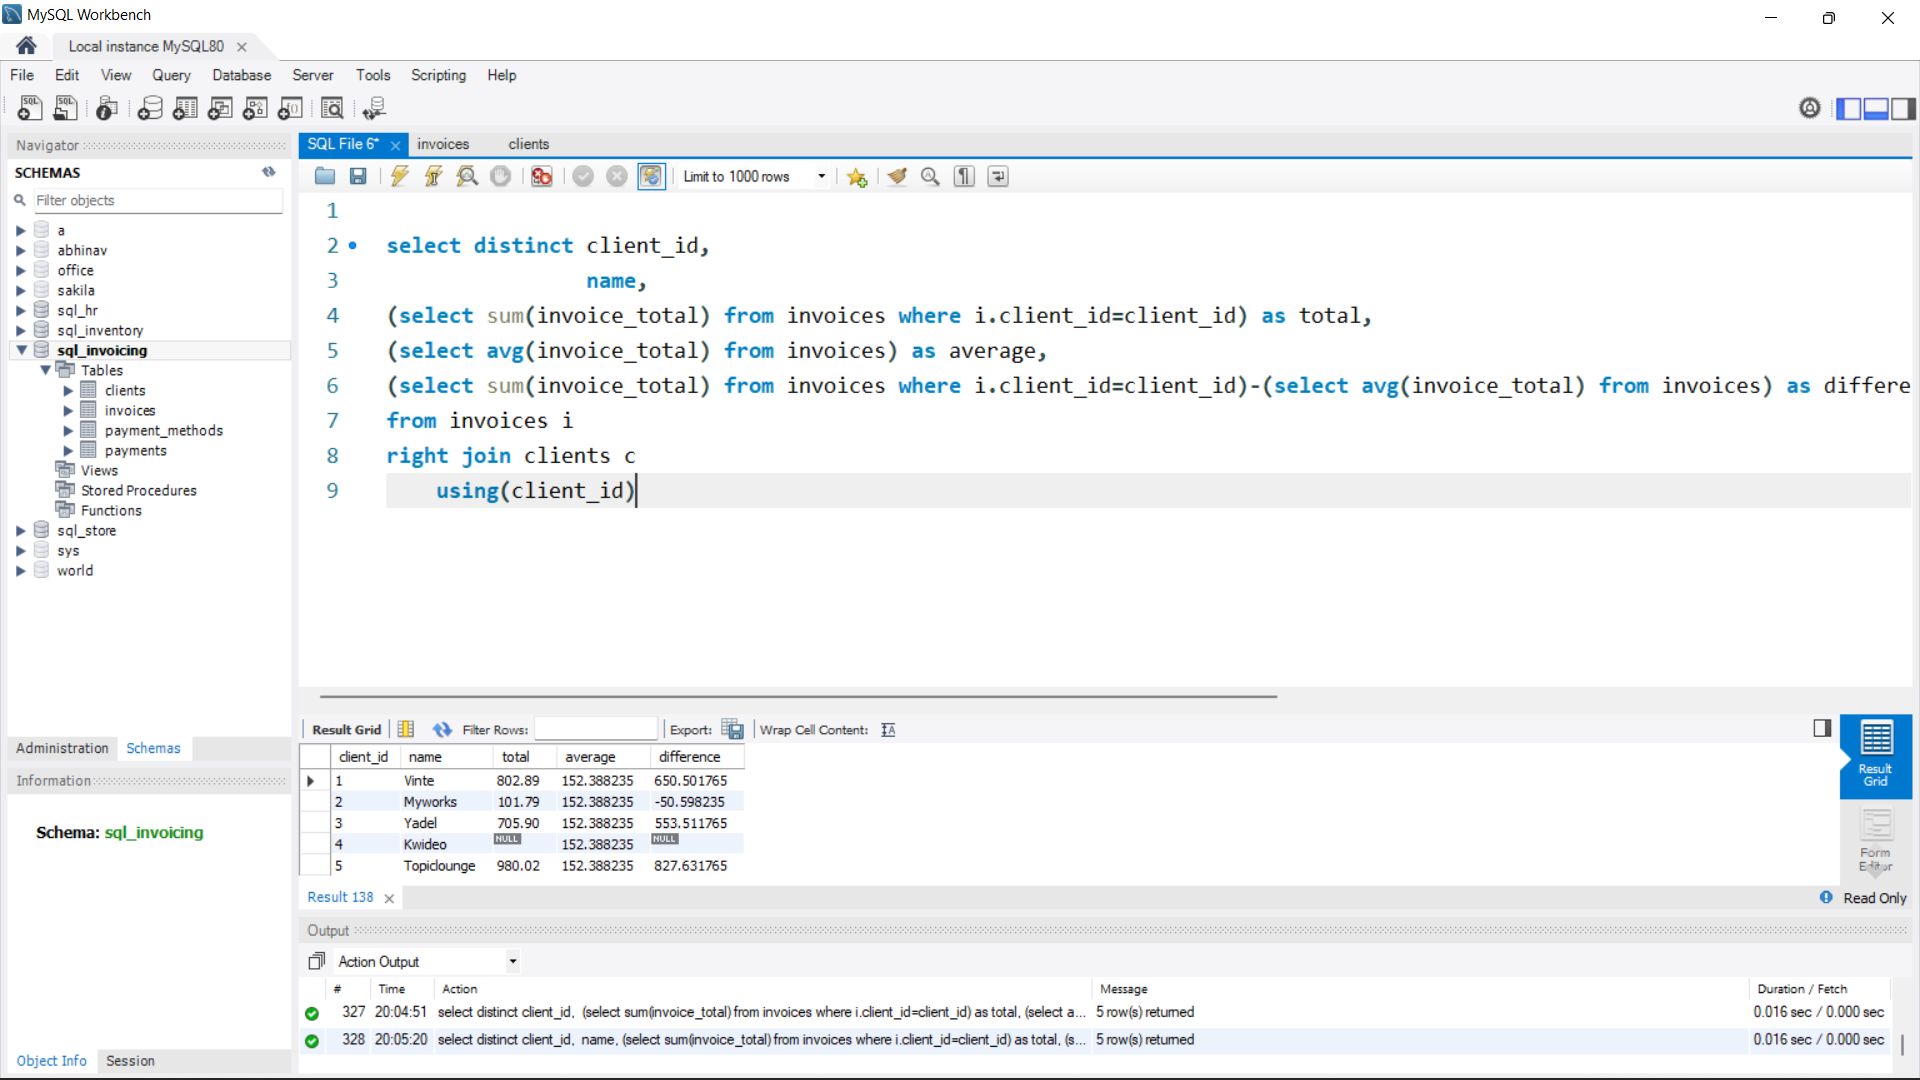 MySQL Workbench
Local instance MySQL80
File Edit View Query Database Server Tools Scripting Help
Navigator
SCHEMAS
Filter objects
a
abhinav
office
sakila
sql_hr
sql_inventory
sql_invoicing
Tables
clients
invoices
payment_methods
payments
Views
Stored Procedures
Functions
sql_store
sys
world
Administration Schemas
Information
Schema: sql_invoicing
Object Info Session
SQL File 6* invoices clients
Limit to 1000 rows
1
2 select distinct client_id,
3 name,
4 (select sum(invoice_total) from invoices where i.client_id=client_id) as total,
5 (select avg(invoice_total) from invoices) as average,
6 (select sum(invoice_total) from invoices where i.client_id=client_id)-(select avg(invoice_total) from invoices) as differe
7 from invoices i
8 right join clients c
9 using(client_id)
Result Grid Filter Rows: Export: Wrap Cell Content:
client_id name total average difference
1 Vinte 802.89 152.388235 650.501765
2 Myworks 101.79 152.388235 -50.598235
3 Yadel 705.90 152.388235 553.511765
4 Kwideo NULL 152.388235 NULL
5 Topiclounge 980.02 152.388235 827.631765
Result Grid
Form Editor
Result 138
Read Only
Output
Action Output
# Time Action Message Duration / Fetch
327 20:04:51 select distinct client_id, (select sum(invoice_total) from invoices where i.client_id=client_id) as total, (select a... 5 row(s) returned 0.016 sec / 0.000 sec
328 20:05:20 select distinct client_id, name, (select sum(invoice_total) from invoices where i.client_id=client_id) as total, (s... 5 row(s) returned 0.016 sec / 0.000 sec